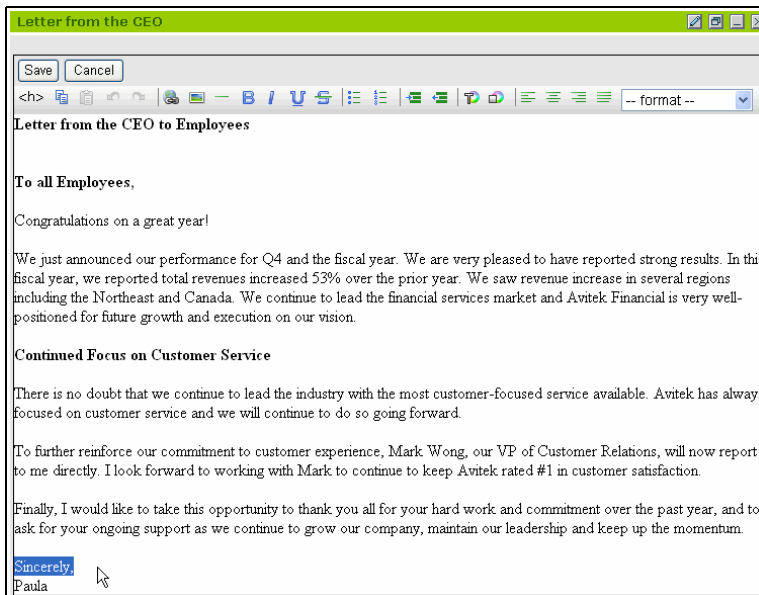 Letter from the CEO
Save Cancel
<h> B I U S -- format --
Letter from the CEO to Employees
To all Employees,
Congratulations on a great year!
We just announced our performance for Q4 and the fiscal year. We are very pleased to have reported strong results. In thi
fiscal year, we reported total revenues increased 53% over the prior year. We saw revenue increase in several regions
including the Northeast and Canada. We continue to lead the financial services market and Avitek Financial is very well-
positioned for future growth and execution on our vision.
Continued Focus on Customer Service
There is no doubt that we continue to lead the industry with the most customer-focused service available. Avitek has alway
focused on customer service and we will continue to do so going forward.
To further reinforce our commitment to customer experience, Mark Wong, our VP of Customer Relations, will now report
to me directly. I look forward to working with Mark to continue to keep Avitek rated #1 in customer satisfaction.
Finally, I would like to take this opportunity to thank you all for your hard work and commitment over the past year, and to
ask for your ongoing support as we continue to grow our company, maintain our leadership and keep up the momentum.
Sincerely,
Paula